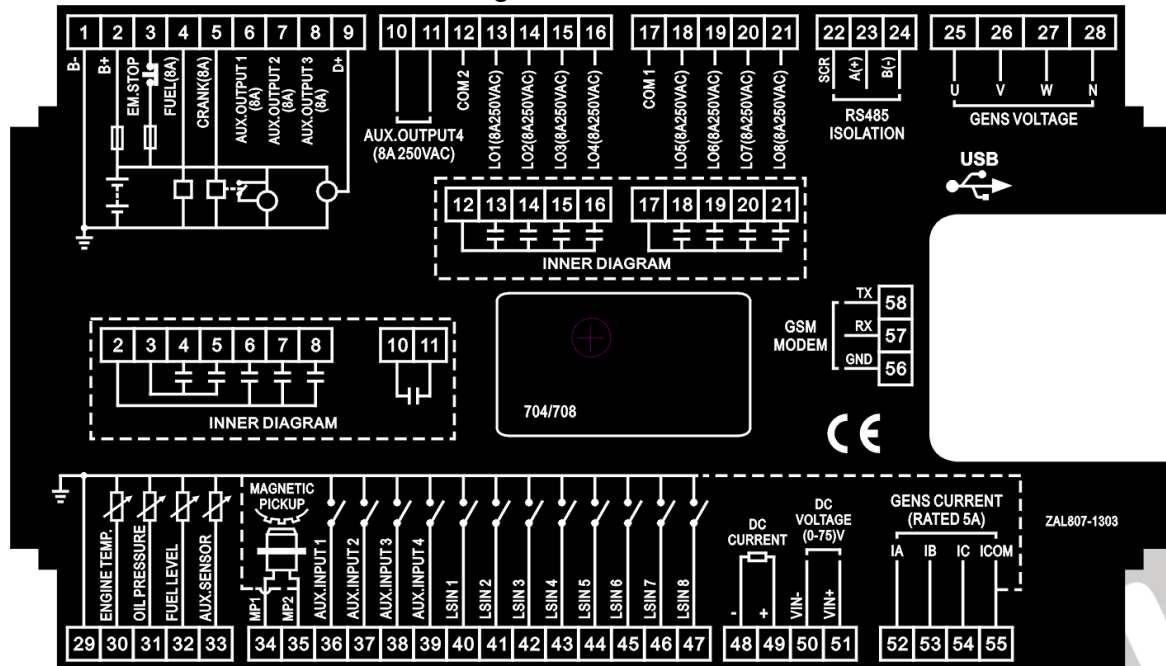 1 2 3 4 5 6 7 8 9 10 11 12 13 14 15 16 17 18 19 20 21 22 23 24 25 26 27 28
B-
B+
EM.STOP
FUEL(8A)
CRANK(8A)
AUX.OUTPUT 1
(8A)
AUX.OUTPUT 2
(8A)
AUX.OUTPUT 3
(8A)
D+
AUX.OUTPUT4
(8A 250VAC)
COM 2
LO1(8A250VAC)
LO2(8A250VAC)
LO3(8A250VAC)
LO4(8A250VAC)
COM 1
LO5(8A250VAC)
LO6(8A250VAC)
LO7(8A250VAC)
LO8(8A250VAC)
SCR
A(+)
B(-)
RS485
ISOLATION
U V W N
GENS VOLTAGE
USB
12 13 14 15 16 17 18 19 20 21
INNER DIAGRAM
TX 58
RX 57
GND 56
GSM
MODEM
2 3 4 5 6 7 8 10 11
INNER DIAGRAM
704/708
CE
MAGNETIC
PICKUP
ENGINE TEMP.
OIL PRESSURE
FUEL LEVEL
AUX.SENSOR
MP1
MP2
AUX.INPUT 1
AUX.INPUT 2
AUX.INPUT 3
AUX.INPUT 4
LSIN 1
LSIN 2
LSIN 3
LSIN 4
LSIN 5
LSIN 6
LSIN 7
LSIN 8
DC
CURRENT
-
+
DC
VOLTAGE
(0-75)V
VIN-
VIN+
GENS CURRENT
(RATED 5A)
IA IB IC ICOM
ZAL807-1303
29 30 31 32 33 34 35 36 37 38 39 40 41 42 43 44 45 46 47 48 49 50 51 52 53 54 55